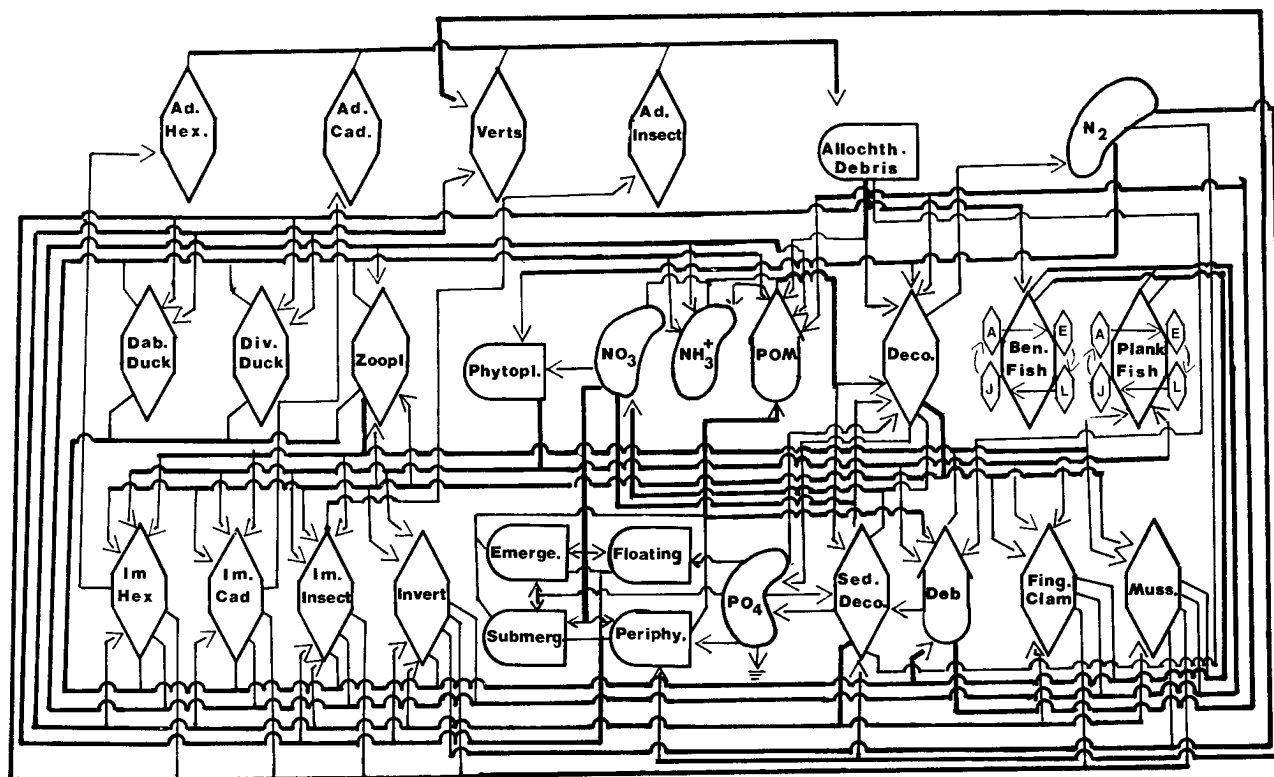 Ad.
Hex.
Ad.
Cad.
Verts
Ad.
Insect
Allochth.
Debris
N2
Dab.
Duck
Div.
Duck
Zoopl
Phytopl.
NO3
NH3+
POM
Deco.
A
E
Ben.
Fish
J
L
A
E
Plank
Fish
J
L
Im
Hex
Im.
Cad
Im.
Insect
Invert
Emerge.
Floating
Submerg.
Periphy.
PO4
Sed.
Deco.
Deb
Fing.
Clam
Muss.